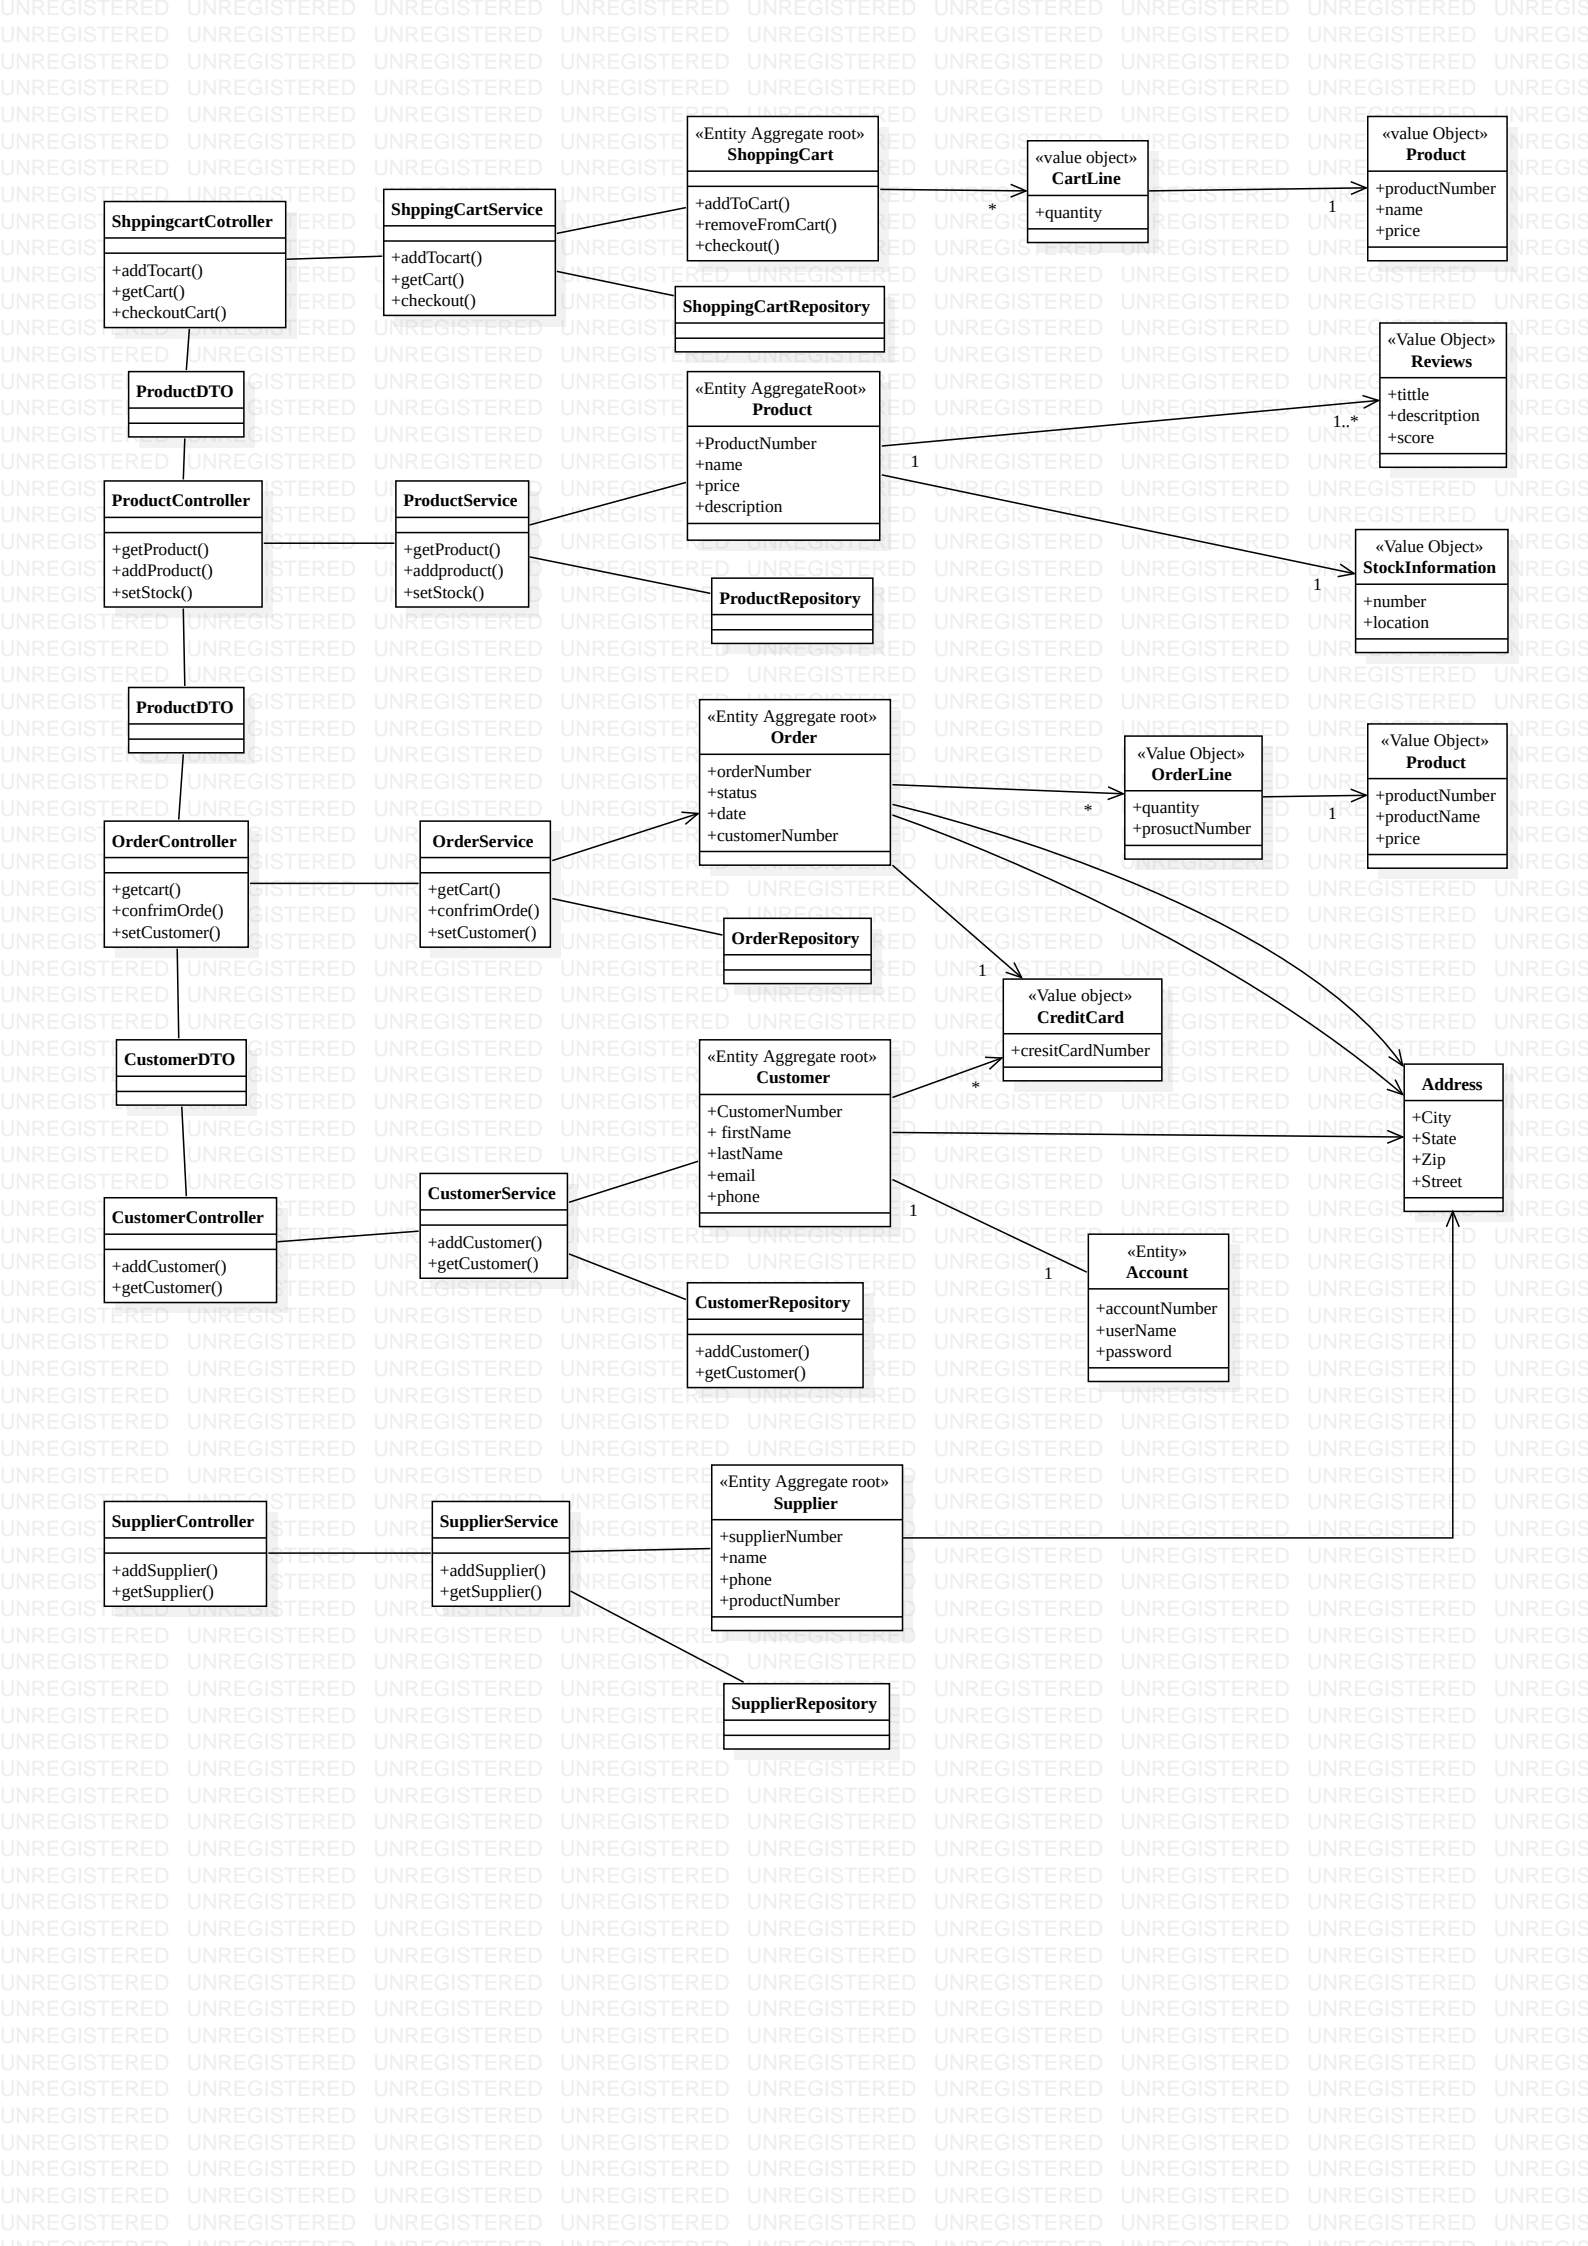 «Entity Aggregate root»
ShoppingCart
+addToCart()
+removeFromCart()
+checkout()
«value object»
CartLine
+quantity
*
«value Object»
Product
+productNumber
+name
+price
1
ShppingcartCotroller
+addTocart()
+getCart()
+checkoutCart()
ShppingCartService
+addTocart()
+getCart()
+checkout()
ShoppingCartRepository
ProductDTO
«Entity AggregateRoot»
Product
+ProductNumber
+name
+price
+description
1
«Value Object»
Reviews
+tittle
+descritption
+score
1..*
ProductController
+getProduct()
+addProduct()
+setStock()
ProductService
+getProduct()
+addproduct()
+setStock()
ProductRepository
«Value Object»
StockInformation
+number
+location
1
ProductDTO
«Entity Aggregate root»
Order
+orderNumber
+status
+date
+customerNumber
«Value Object»
OrderLine
+quantity
+prosuctNumber
*
«Value Object»
Product
+productNumber
+productName
+price
1
OrderController
+getcart()
+confrimOrde()
+setCustomer()
OrderService
+getCart()
+confrimOrde()
+setCustomer()
OrderRepository
1
«Value object»
CreditCard
+cresitCardNumber
*
CustomerDTO
«Entity Aggregate root»
Customer
+CustomerNumber
+ firstName
+lastName
+email
+phone
1
Address
+City
+State
+Zip
+Street
CustomerController
+addCustomer()
+getCustomer()
CustomerService
+addCustomer()
+getCustomer()
CustomerRepository
+addCustomer()
+getCustomer()
1
«Entity»
Account
+accountNumber
+userName
+password
SupplierController
+addSupplier()
+getSupplier()
SupplierService
+addSupplier()
+getSupplier()
«Entity Aggregate root»
Supplier
+supplierNumber
+name
+phone
+productNumber
SupplierRepository
UNREGISTERED